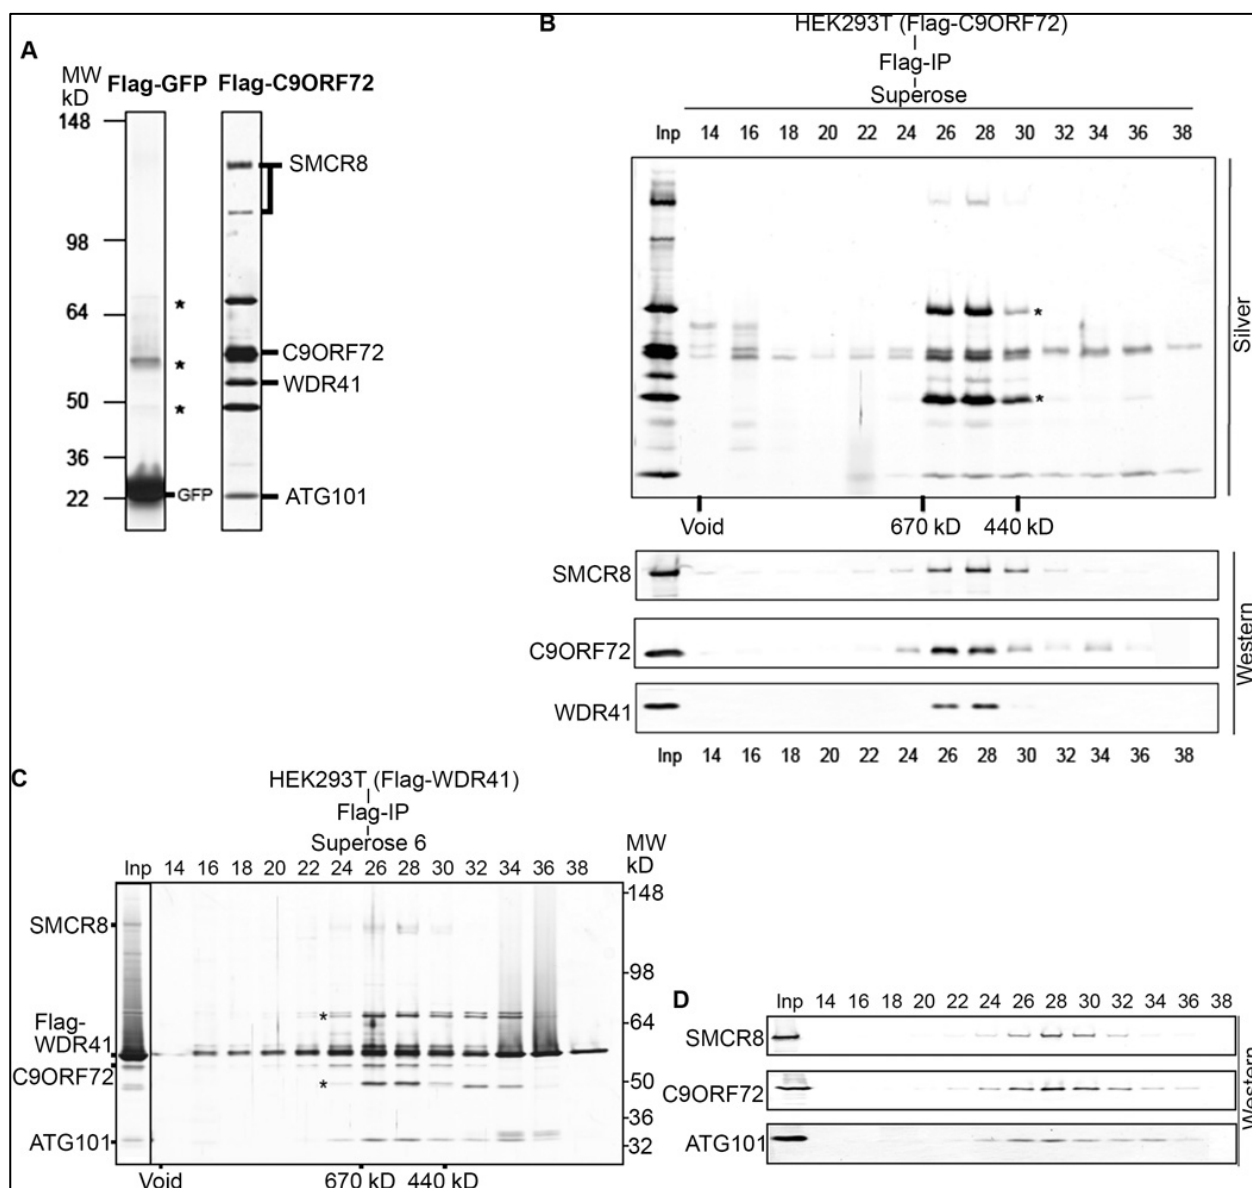 A
MW
kD
Flag-GFP Flag-C9ORF72
148
98
64
50
36
22
*
*
*
GFP
SMCR8
C9ORF72
WDR41
ATG101
B
HEK293T (Flag-C9ORF72)
Flag-IP
Superose
Inp 14 16 18 20 22 24 26 28 30 32 34 36 38
*
*
Silver
Void 670 kD 440 kD
SMCR8
C9ORF72
WDR41
Western
Inp 14 16 18 20 22 24 26 28 30 32 34 36 38
C
HEK293T (Flag-WDR41)
Flag-IP
Superose 6
MW
kD
Inp 14 16 18 20 22 24 26 28 30 32 34 36 38
SMCR8
Flag-
WDR41
C9ORF72
ATG101
*
*
148
98
64
50
36
32
Void 670 kD 440 kD
D
Inp 14 16 18 20 22 24 26 28 30 32 34 36 38
SMCR8
C9ORF72
ATG101
Western